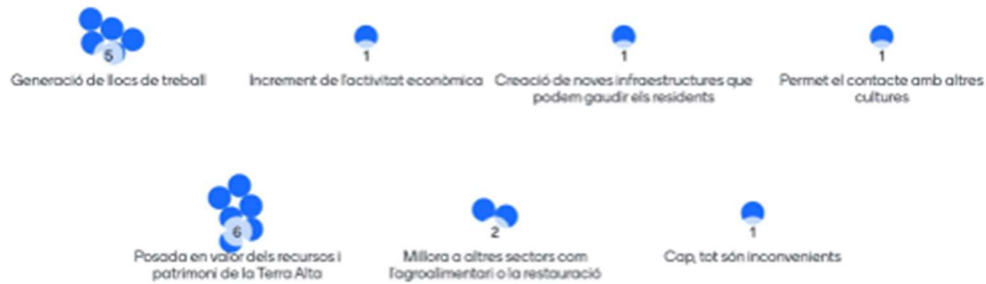 5
1
1
1
Generació de llocs de treball
Increment de l'activitat econòmica
Creació de noves infraestructures que
podem gaudir els residents
Permet el contacte amb altres
cultures
6
2
1
Posada en valor dels recursos i
patrimoni de la Terra Alta
Millora a altres sectors com
l'agroalimentari o la restauració
Cap, tot són inconvenients